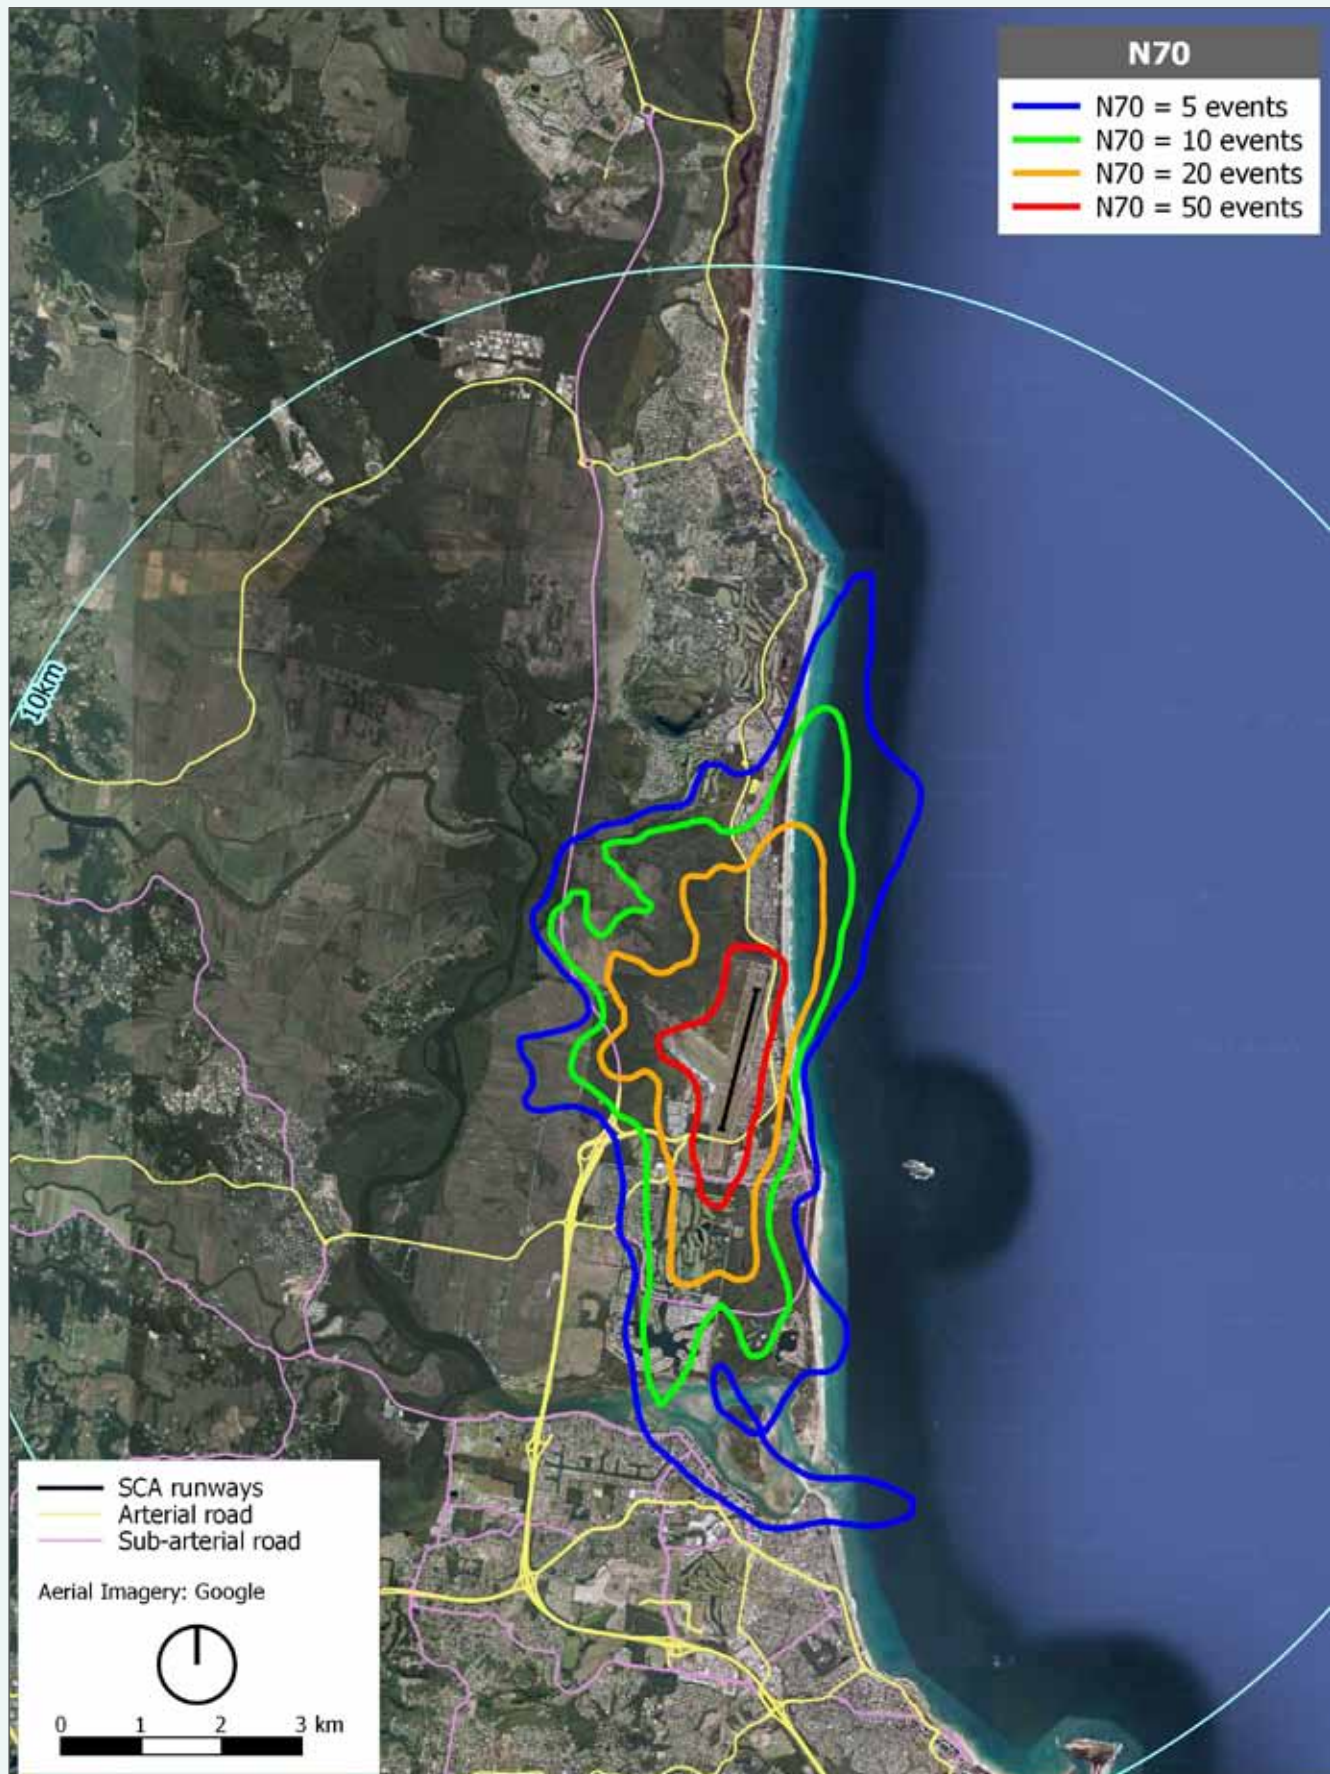 N70
N70 = 5 events
N70 = 10 events
N70 = 20 events
N70 = 50 events
10km
SCA runways
Arterial road
Sub-arterial road
Aerial Imagery: Google
0 1 2 3 km